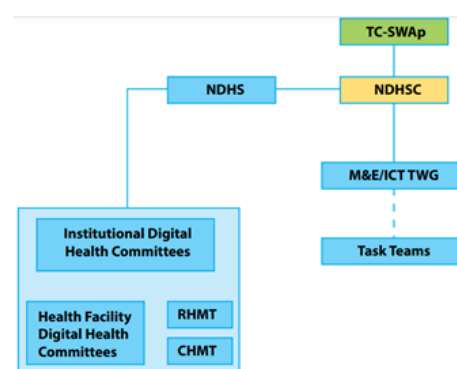 TC-SWAp
NDHS
NDHSC
M&E/ICT TWG
Task Teams
Institutional Digital
Health Committees
Health Facility
Digital Health
Committees
RHMT
CHMT